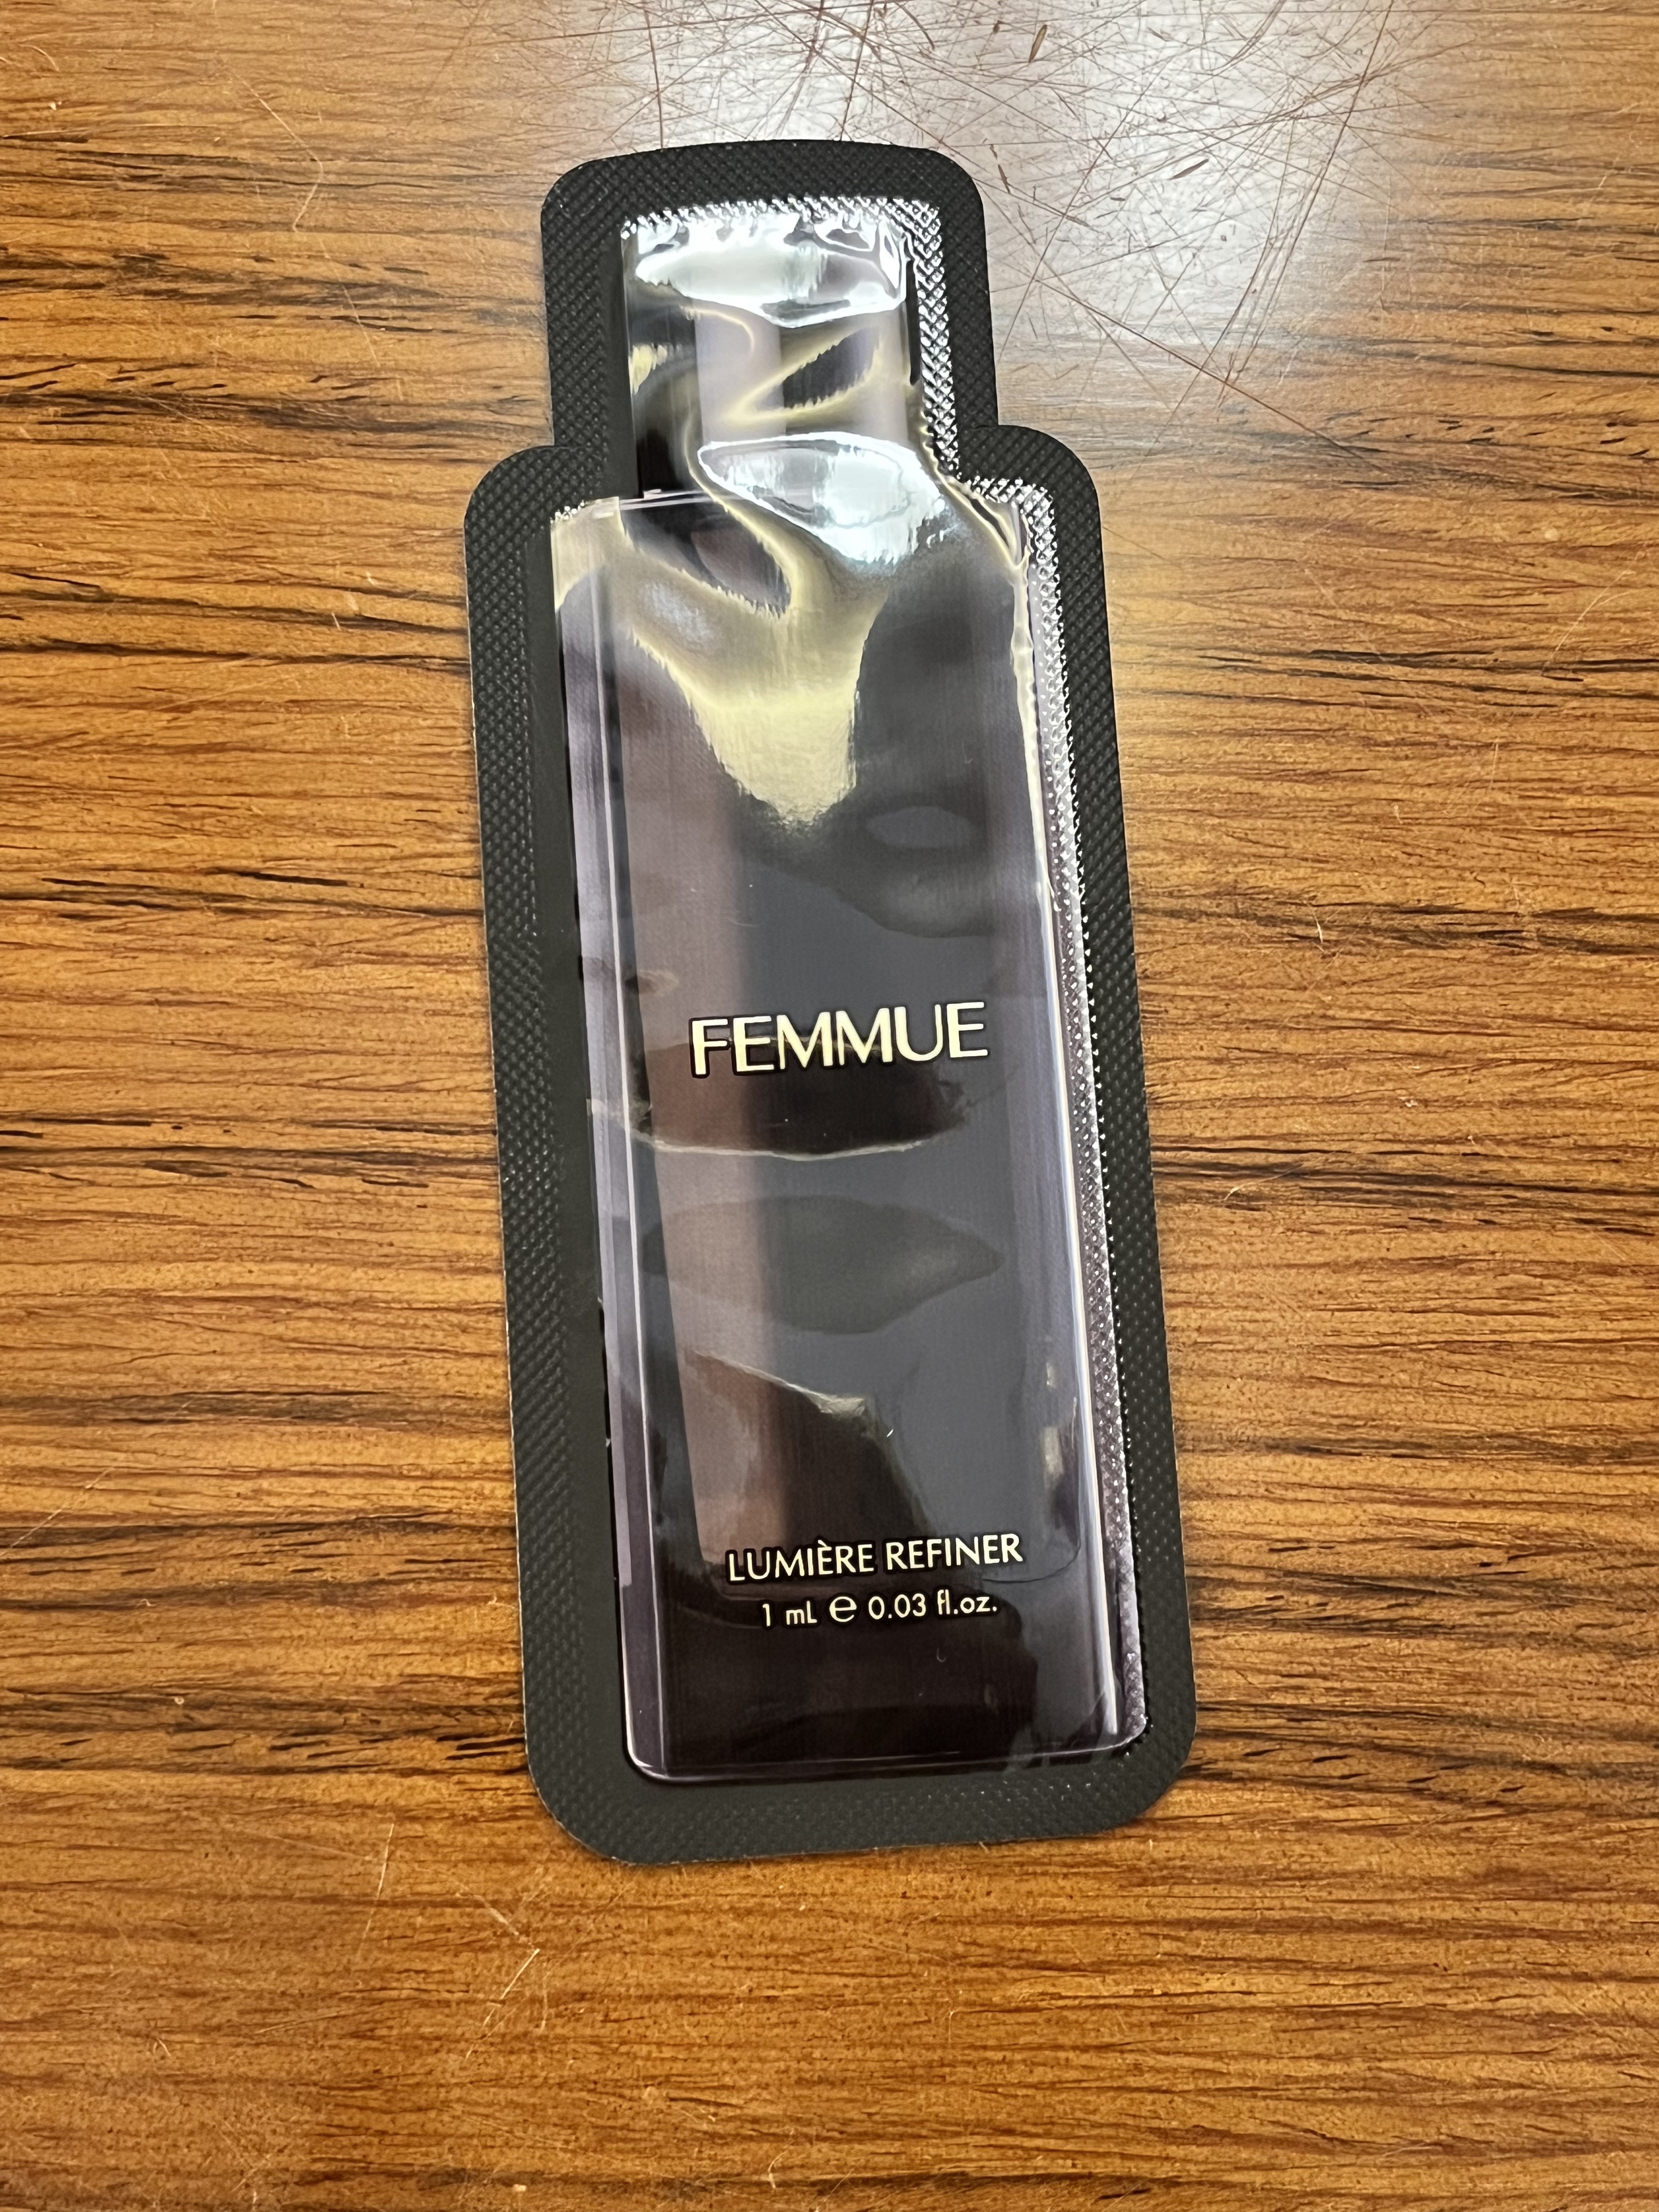 FEMMUE
LUMIÈRE REFINER
1 mL ℮ 0.03 fl.oz.